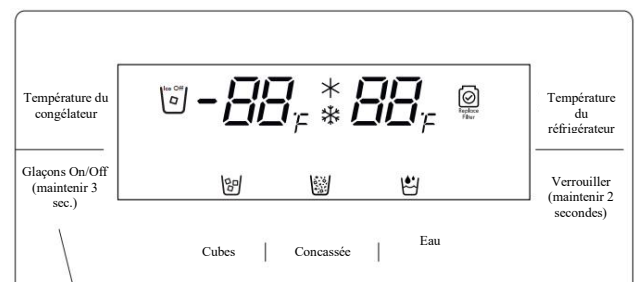 Température du
congélateur
Glaçons On/Off
(maintenir 3
sec.)
Ice Off
-88°F
88°F
Replace
Filter
Température
du
réfrigérateur
Verrouiller
(maintenir 2
secondes)
Cubes | Concassée | Eau